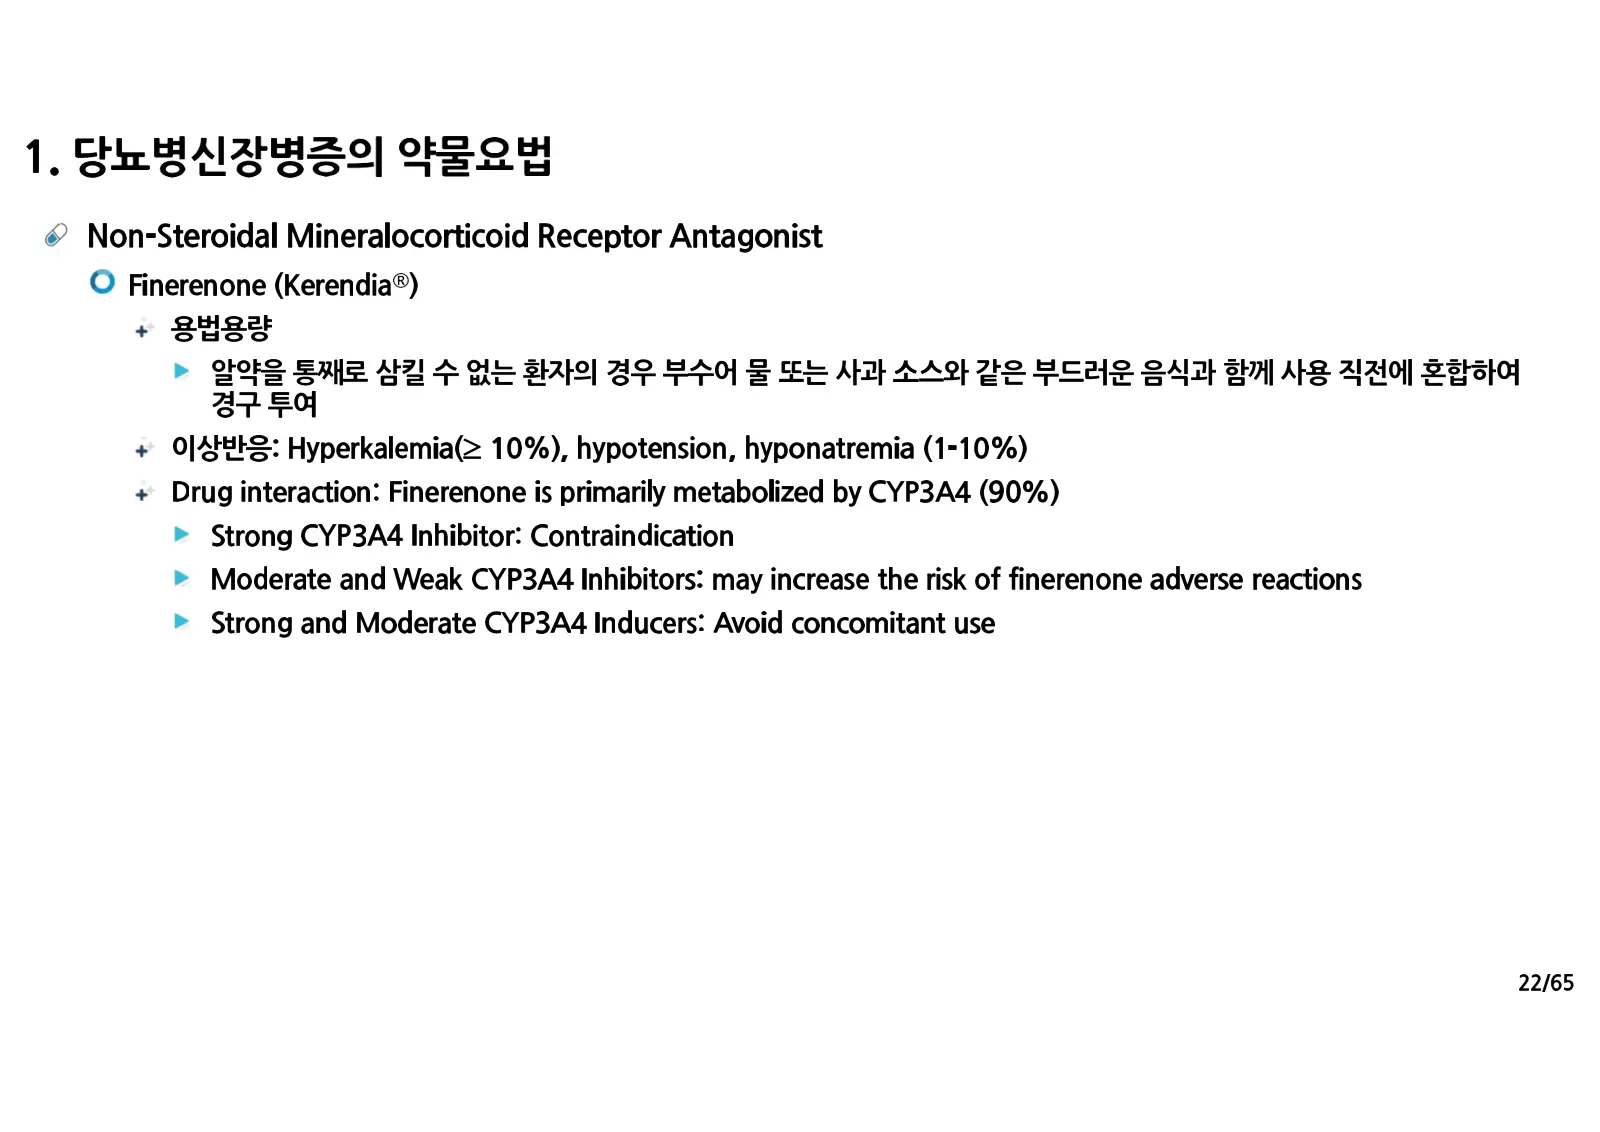 1. 당뇨병신장병증의 약물요법
Non-Steroidal Mineralocorticoid Receptor Antagonist
Finerenone (Kerendia®)
용법용량
알약을 통째로 삼킬 수 없는 환자의 경우 부수어 물 또는 사과 소스와 같은 부드러운 음식과 함께 사용 직전에 혼합하여
경구 투여
이상반응: Hyperkalemia(≥ 10%), hypotension, hyponatremia (1-10%)
Drug interaction: Finerenone is primarily metabolized by CYP3A4 (90%)
Strong CYP3A4 Inhibitor: Contraindication
Moderate and Weak CYP3A4 Inhibitors: may increase the risk of finerenone adverse reactions
Strong and Moderate CYP3A4 Inducers: Avoid concomitant use
22/65